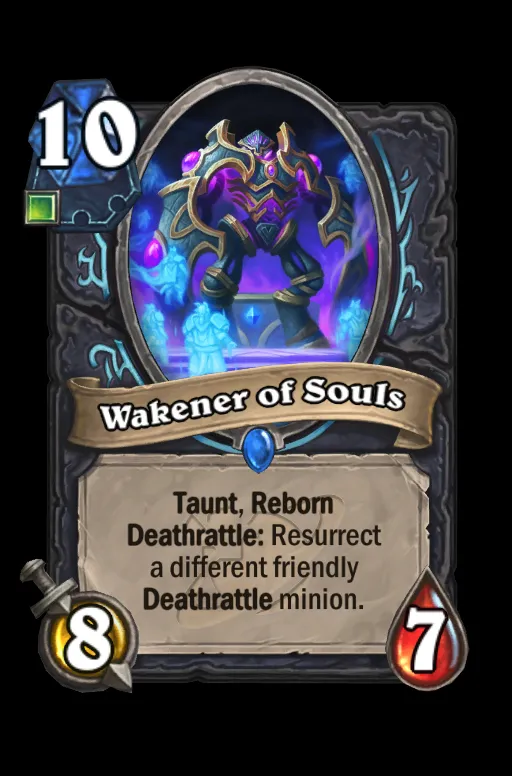 10
Wakener of Souls
Taunt, Reborn
Deathrattle: Resurrect
a different friendly
Deathrattle minion.
8
7